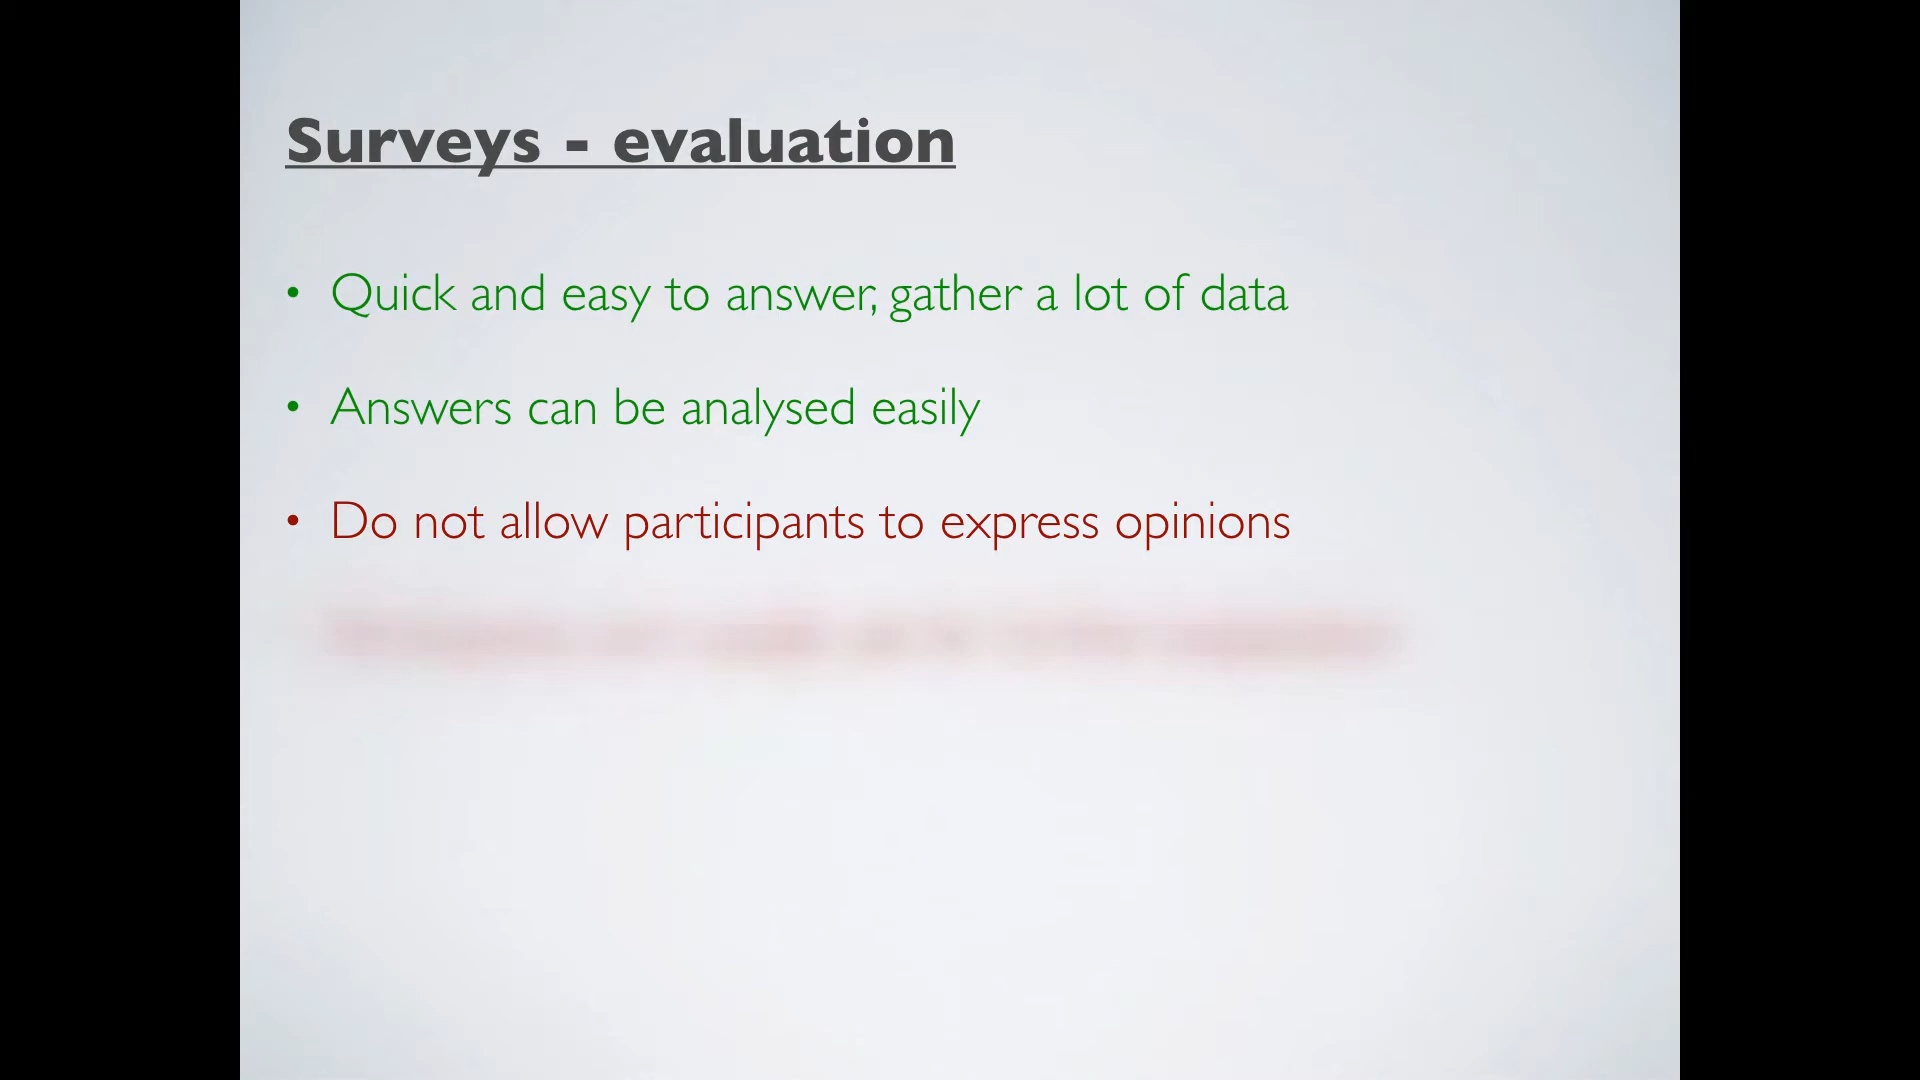 Surveys - evaluation
• Quick and easy to answer, gather a lot of data
• Answers can be analysed easily
• Do not allow participants to express opinions